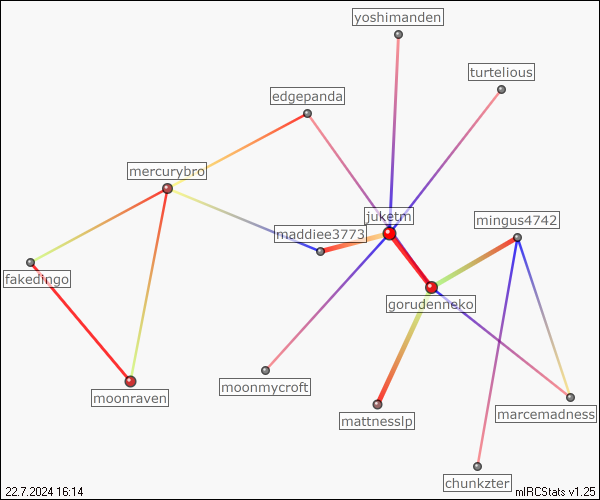 yoshimanden
turtelious
edgepanda
mercurybro
juketm
mingus4742
maddiee3773
fakedingo
gorudenneko
moonmycroft
moonraven
marcemadness
mattnesslp
chunkzter
22.7.2024 16:14
mIRCStats v1.25